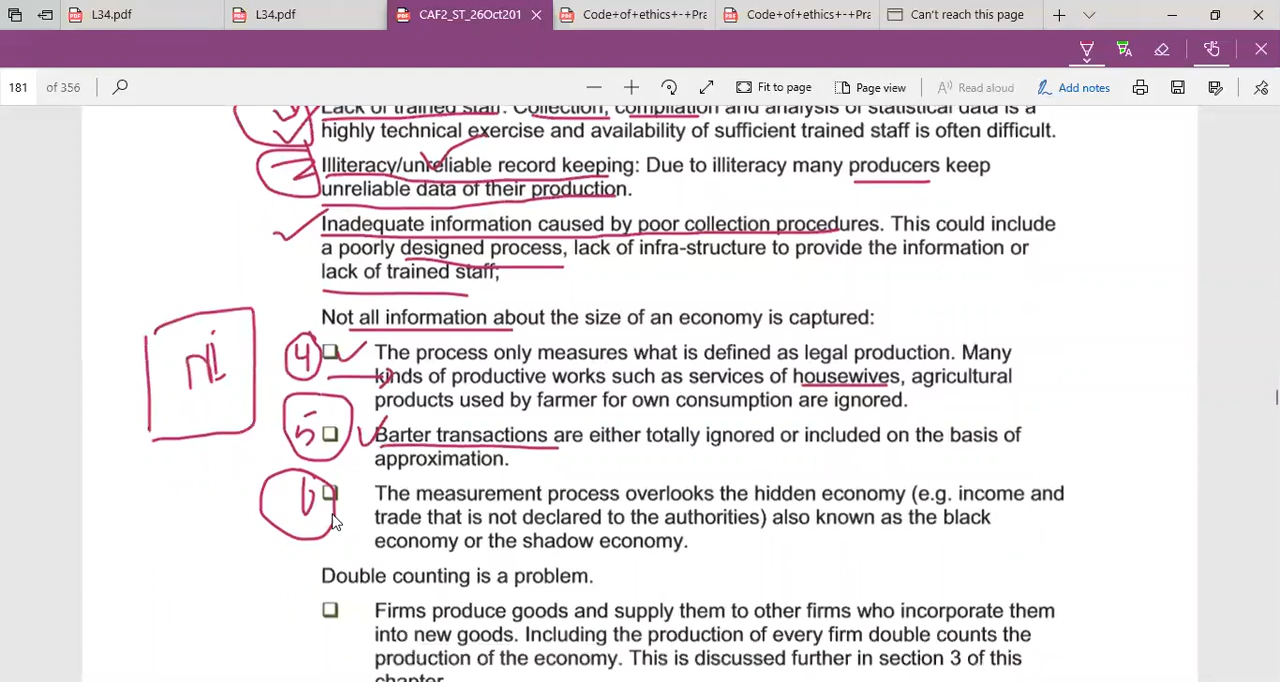 L34.pdf
L34.pdf
CAF2_ST_26Oct201
Code+of+ethics+-+Pra
Code+of+ethics+-+Pra
Can't reach this page
181 of 356
Fit to page
Page view
Read aloud
Add notes
Lack of trained staff: Collection, compilation and analysis of statistical data is a
highly technical exercise and availability of sufficient trained staff is often difficult.
Illiteracy/unreliable record keeping: Due to illiteracy many producers keep
unreliable data of their production.
Inadequate information caused by poor collection procedures. This could include
a poorly designed process, lack of infra-structure to provide the information or
lack of trained staff;
Not all information about the size of an economy is captured:
4 The process only measures what is defined as legal production. Many
kinds of productive works such as services of housewives, agricultural
products used by farmer for own consumption are ignored.
5 Barter transactions are either totally ignored or included on the basis of
approximation.
The measurement process overlooks the hidden economy (e.g. income and
trade that is not declared to the authorities) also known as the black
economy or the shadow economy.
Double counting is a problem.
Firms produce goods and supply them to other firms who incorporate them
into new goods. Including the production of every firm double counts the
production of the economy. This is discussed further in section 3 of this
chapter.